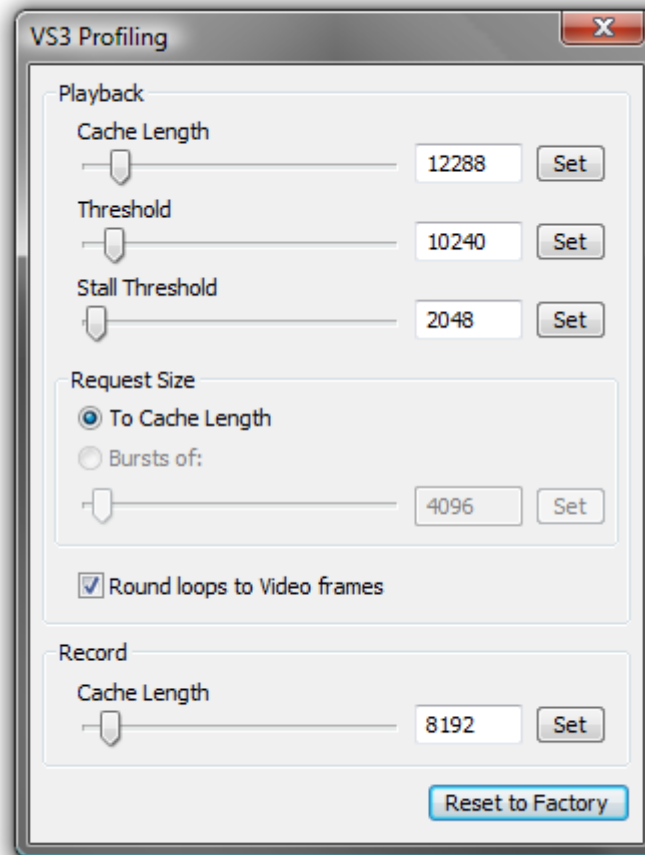 VS3 Profiling
Playback
Cache Length
12288 Set
Threshold
10240 Set
Stall Threshold
2048 Set
Request Size
To Cache Length
Bursts of:
4096 Set
Round loops to Video frames
Record
Cache Length
8192 Set
Reset to Factory